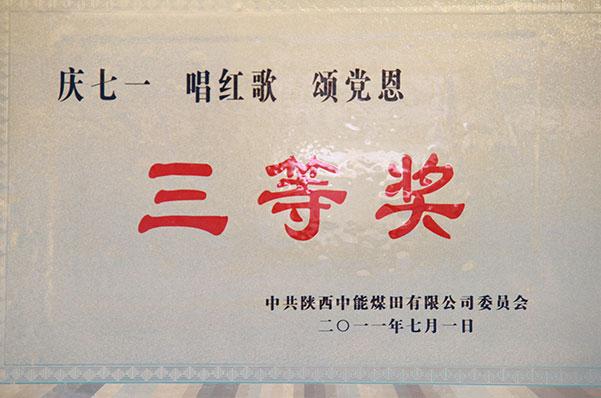 庆七一 唱红歌 颂党恩
三等奖
中共陕西中能煤田有限公司委员会
二〇一一年七月一日